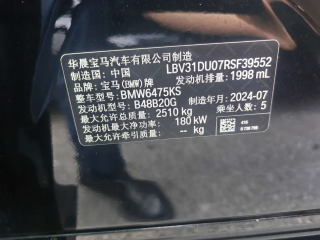 华晨宝马汽车有限公司制造
制造国: 中国 LBV31DU07RSF39552
品牌: 宝马(BMW)牌 发动机排量: 1998 mL
整车型号: BMW6475KS
发动机型号: B48B20G 制造年月: 2024-07
最大允许总质量: 2510 kg 乘坐人数: 5
发动机最大净功率: 180 kW
最大允许牵引质量: -- kg